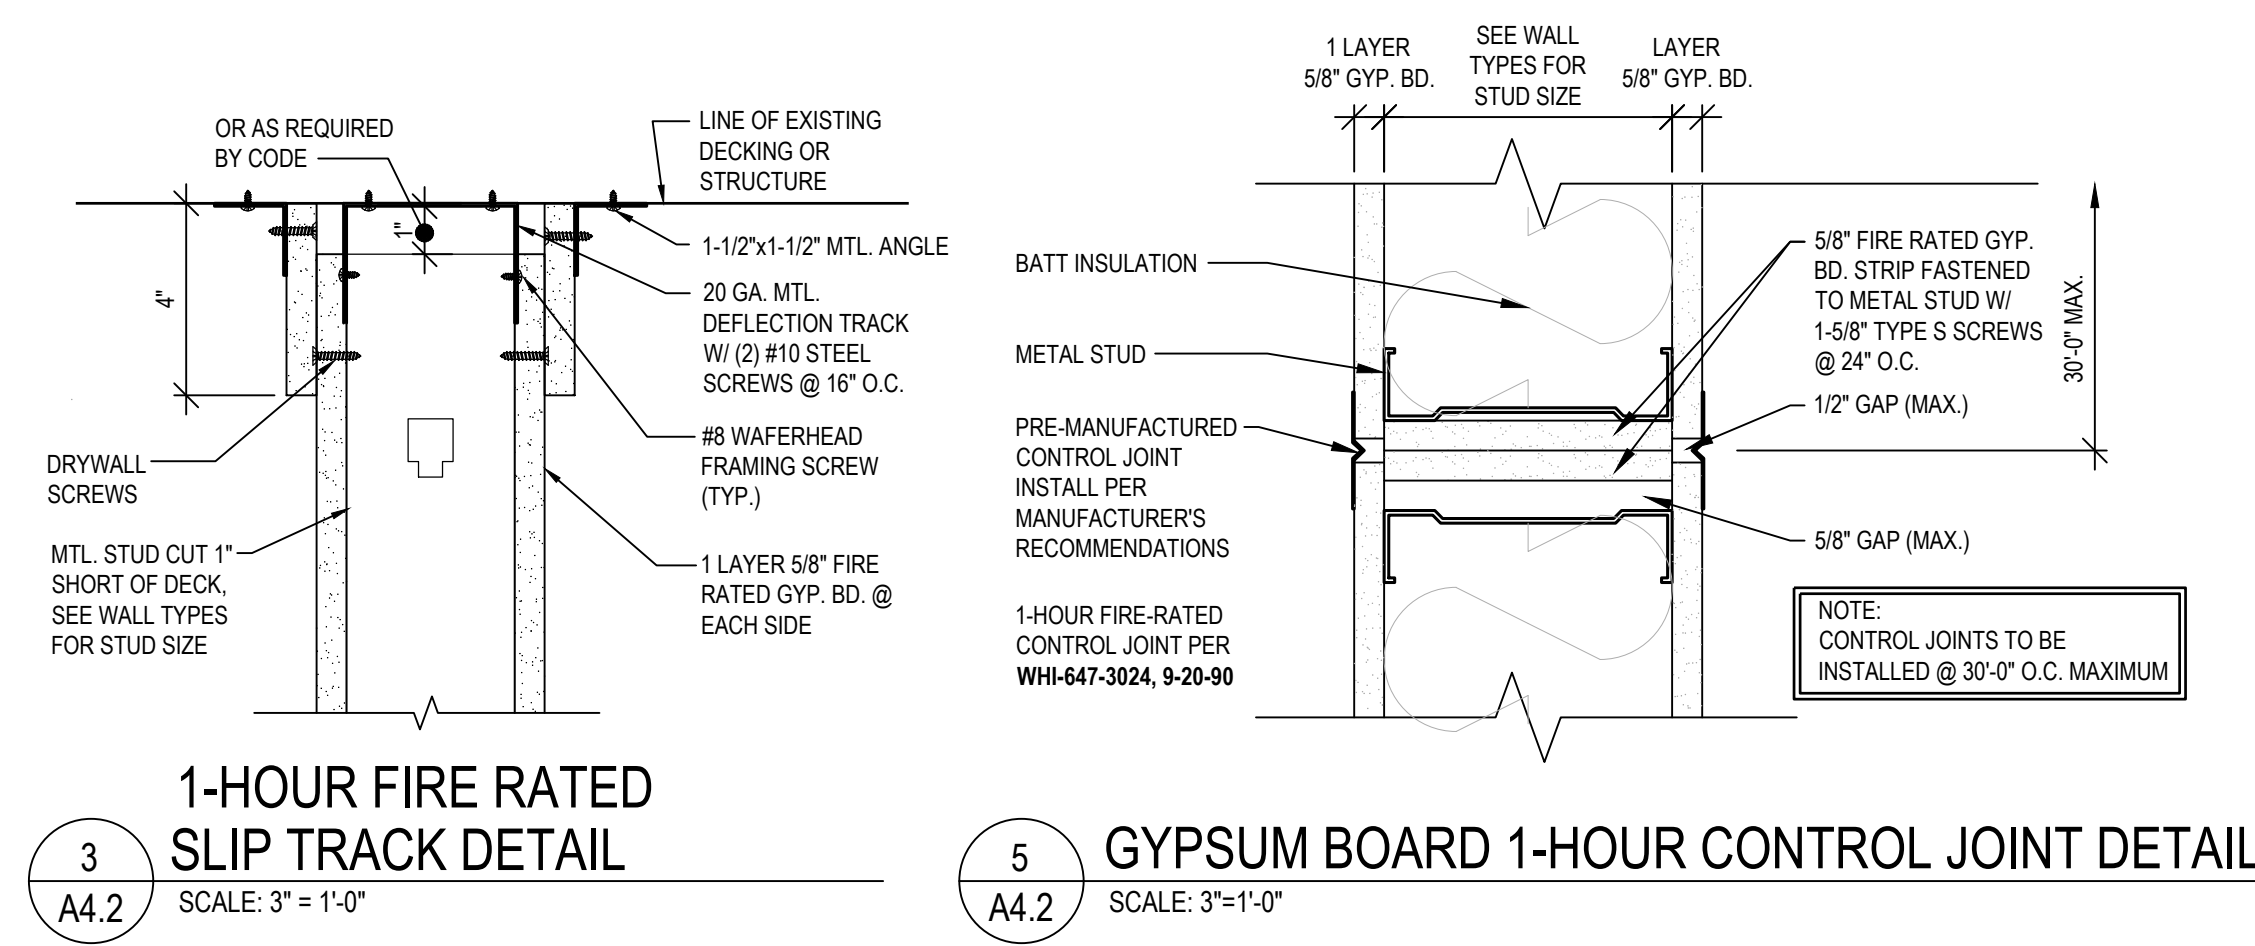 OR AS REQUIRED
BY CODE
LINE OF EXISTING
DECKING OR
STRUCTURE
1"
4"
1-1/2"x1-1/2" MTL. ANGLE
20 GA. MTL.
DEFLECTION TRACK
W/ (2) #10 STEEL
SCREWS @ 16" O.C.
#8 WAFERHEAD
FRAMING SCREW
(TYP.)
DRYWALL
SCREWS
MTL. STUD CUT 1"
SHORT OF DECK,
SEE WALL TYPES
FOR STUD SIZE
1 LAYER 5/8" FIRE
RATED GYP. BD. @
EACH SIDE
1-HOUR FIRE RATED
SLIP TRACK DETAIL
3
A4.2
SCALE: 3" = 1'-0"
1 LAYER
5/8" GYP. BD.
SEE WALL
TYPES FOR
STUD SIZE
LAYER
5/8" GYP. BD.
BATT INSULATION
METAL STUD
PRE-MANUFACTURED
CONTROL JOINT
INSTALL PER
MANUFACTURER'S
RECOMMENDATIONS
1-HOUR FIRE-RATED
CONTROL JOINT PER
WHI-647-3024, 9-20-90
5/8" FIRE RATED GYP.
BD. STRIP FASTENED
TO METAL STUD W/
1-5/8" TYPE S SCREWS
@ 24" O.C.
1/2" GAP (MAX.)
30'-0" MAX.
5/8" GAP (MAX.)
NOTE:
CONTROL JOINTS TO BE
INSTALLED @ 30'-0" O.C. MAXIMUM
5
A4.2
GYPSUM BOARD 1-HOUR CONTROL JOINT DETAIL
SCALE: 3"=1'-0"